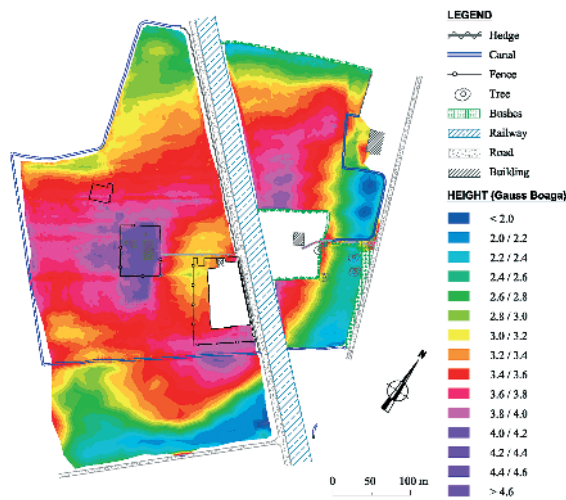 LEGEND
Hedge
Canal
Fence
Tree
Bushes
Railway
Road
Building
HEIGHT (Gauss Boaga)
< 2.0
2.0 / 2.2
2.2 / 2.4
2.4 / 2.6
2.6 / 2.8
2.8 / 3.0
3.0 / 3.2
3.2 / 3.4
3.4 / 3.6
3.6 / 3.8
3.8 / 4.0
4.0 / 4.2
4.2 / 4.4
4.4 / 4.6
> 4.6
N
0 50 100 m